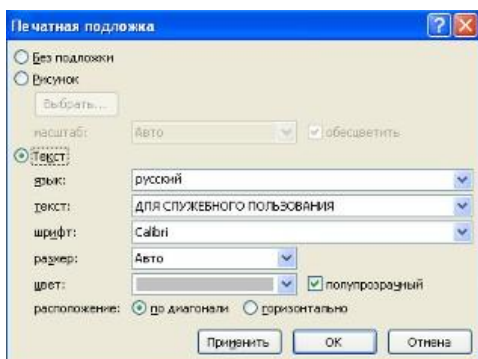 Печатная подложка
Без подложки
Рисунок
Выбрать...
масштаб: Авто обесцветить
Текст
язык: русский
текст: ДЛЯ СЛУЖЕБНОГО ПОЛЬЗОВАНИЯ
шрифт: Calibri
размер: Авто
цвет: полупрозрачный
расположение: по диагонали горизонтально
Применить ОК Отмена